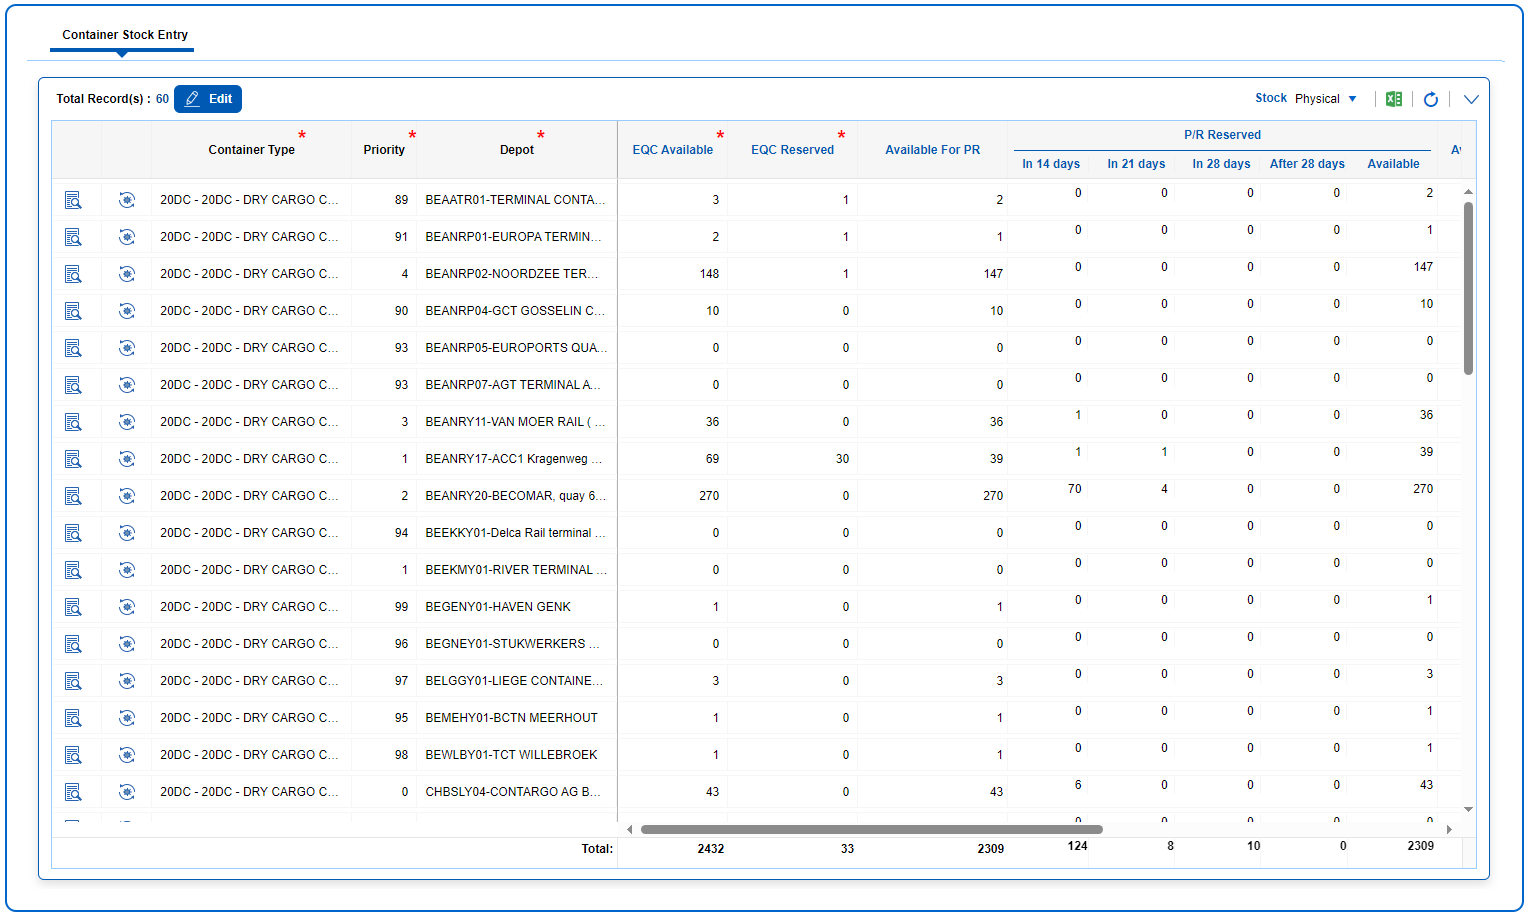 Container Stock Entry
Total Record(s) : 60 Edit Stock Physical
Container Type * Priority * Depot * EQC Available * EQC Reserved * Available For PR P/R Reserved
In 14 days In 21 days In 28 days After 28 days Available
20DC - 20DC - DRY CARGO C... 89 BEAATR01-TERMINAL CONTA... 3 1 2 0 0 0 0 2
20DC - 20DC - DRY CARGO C... 91 BEANRP01-EUROPA TERMIN... 2 1 1 0 0 0 0 1
20DC - 20DC - DRY CARGO C... 4 BEANRP02-NOORDZEE TER... 148 1 147 0 0 0 0 147
20DC - 20DC - DRY CARGO C... 90 BEANRP04-GCT GOSSELIN C... 10 0 10 0 0 0 0 10
20DC - 20DC - DRY CARGO C... 93 BEANRP05-EUROPORTS QUA... 0 0 0 0 0 0 0 0
20DC - 20DC - DRY CARGO C... 93 BEANRP07-AGT TERMINAL A... 0 0 0 0 0 0 0 0
20DC - 20DC - DRY CARGO C... 3 BEANRY11-VAN MOER RAIL ( ... 36 0 36 1 0 0 0 36
20DC - 20DC - DRY CARGO C... 1 BEANRY17-ACC1 Kragenweg ... 69 30 39 1 1 0 0 39
20DC - 20DC - DRY CARGO C... 2 BEANRY20-BECOMAR, quay 6... 270 0 270 70 4 0 0 270
20DC - 20DC - DRY CARGO C... 94 BEEKKY01-Delca Rail terminal ... 0 0 0 0 0 0 0 0
20DC - 20DC - DRY CARGO C... 1 BEEKMY01-RIVER TERMINAL ... 0 0 0 0 0 0 0 0
20DC - 20DC - DRY CARGO C... 99 BEGENY01-HAVEN GENK 1 0 1 0 0 0 0 1
20DC - 20DC - DRY CARGO C... 96 BEGNEY01-STUKWERKERS ... 0 0 0 0 0 0 0 0
20DC - 20DC - DRY CARGO C... 97 BELGGY01-LIEGE CONTAINE... 3 0 3 0 0 0 0 3
20DC - 20DC - DRY CARGO C... 95 BEMEHY01-BCTN MEERHOUT 1 0 1 0 0 0 0 1
20DC - 20DC - DRY CARGO C... 98 BEWLBY01-TCT WILLEBROEK 1 0 1 0 0 0 0 1
20DC - 20DC - DRY CARGO C... 0 CHBSLY04-CONTARGO AG B... 43 0 43 6 0 0 0 43
Total: 2432 33 2309 124 8 10 0 2309